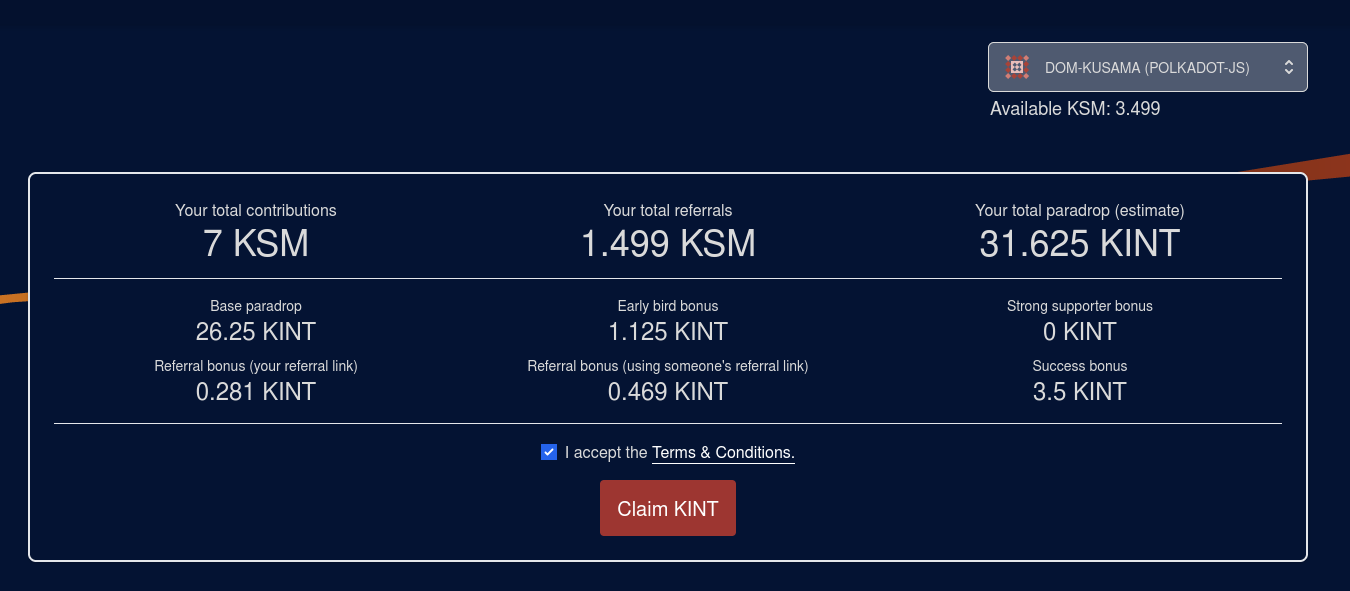 DOM-KUSAMA (POLKADOT-JS)
Available KSM: 3.499
Your total contributions
7 KSM
Your total referrals
1.499 KSM
Your total paradrop (estimate)
31.625 KINT
Base paradrop
26.25 KINT
Early bird bonus
1.125 KINT
Strong supporter bonus
0 KINT
Referral bonus (your referral link)
0.281 KINT
Referral bonus (using someone's referral link)
0.469 KINT
Success bonus
3.5 KINT
I accept the Terms & Conditions.
Claim KINT